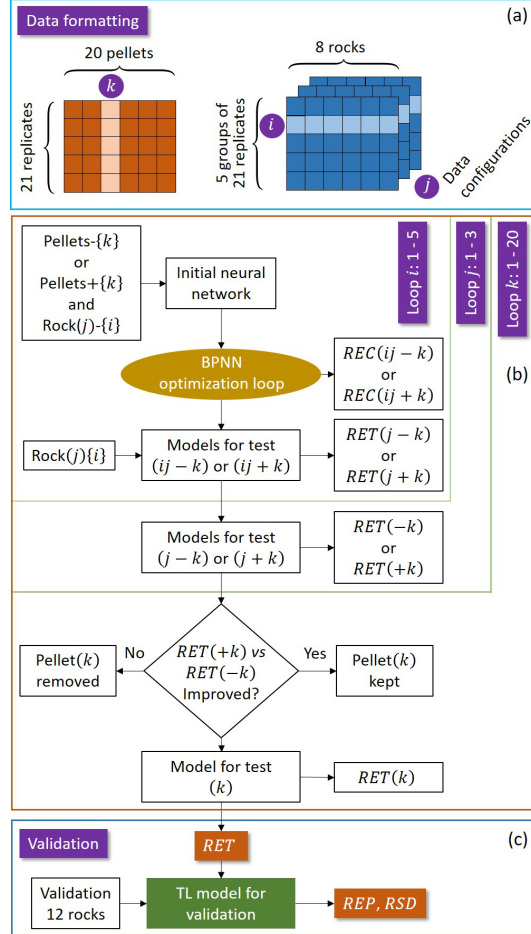 Data formatting
(a)
20 pellets
k
21 replicates
8 rocks
i
5 groups of
21 replicates
j
Data
configurations
Pellets-{k}
or
Pellets+{k}
and
Rock(j)-{i}
Initial neural
network
Loop i: 1 - 5
Loop j: 1 - 3
Loop k: 1 - 20
(b)
BPNN
optimization loop
REC(ij − k)
or
REC(ij + k)
Rock(j){i}
Models for test
(ij − k) or (ij + k)
RET(j − k)
or
RET(j + k)
Models for test
(j − k) or (j + k)
RET(−k)
or
RET(+k)
No
RET(+k) vs
RET(−k)
Improved?
Yes
Pellet(k)
removed
Pellet(k)
kept
Model for test
(k)
RET(k)
Validation
(c)
RET
Validation
12 rocks
TL model for
validation
REP, RSD